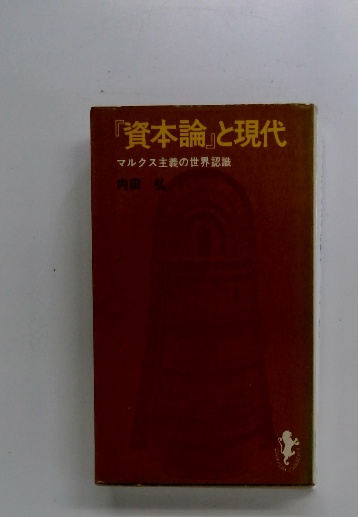 『資本論』と現代
マルクス主義の世界認識
内田 弘